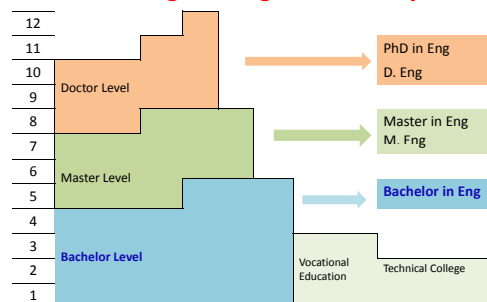 12
11
10
9
8
7
6
5
4
3
2
1
Doctor Level
Master Level
Bachelor Level
Vocational
Education
Technical College
PhD in Eng
D. Eng
Master in Eng
M. Fng
Bachelor in Eng